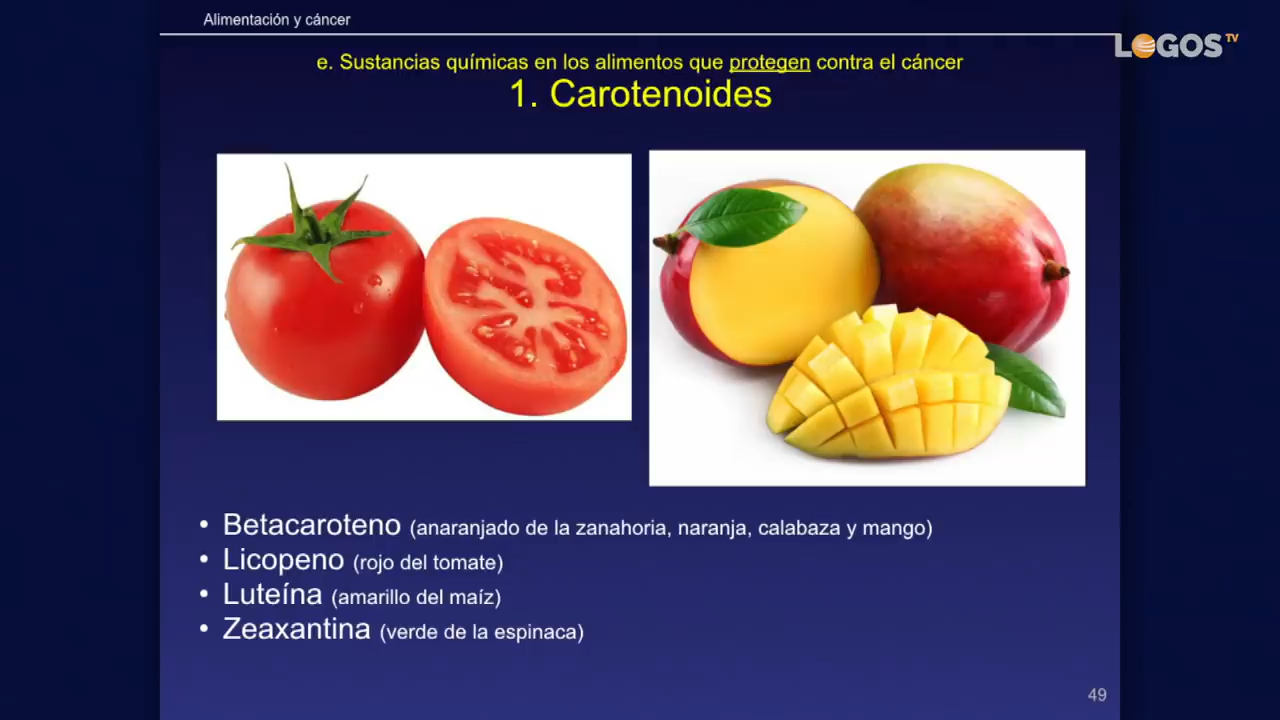 Alimentación y cáncer
LOGOS TV
e. Sustancias químicas en los alimentos que protegen contra el cáncer
1. Carotenoides
• Betacaroteno (anaranjado de la zanahoria, naranja, calabaza y mango)
• Licopeno (rojo del tomate)
• Luteína (amarillo del maíz)
• Zeaxantina (verde de la espinaca)
49